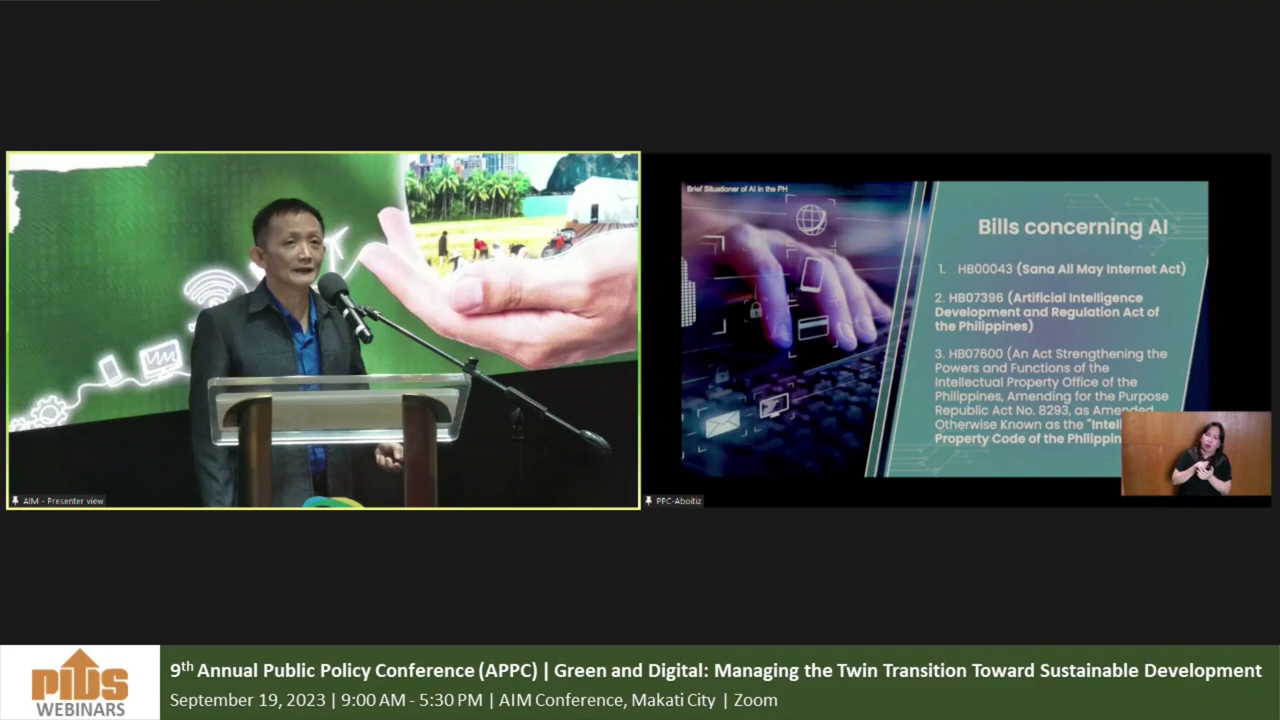 Brief Situationer of AI in the PH
Bills concerning AI
1. HB00043 (Sana All May Internet Act)
2. HB07396 (Artificial Intelligence
Development and Regulation Act of
the Philippines)
3. HB07600 (An Act Strengthening the
Powers and Functions of the
Intellectual Property Office of the
Philippines, Amending for the Purpose
Republic Act No. 8293, as Amended
Otherwise Known as the "Intel
Property Code of the Philippin
AIM - Presenter view
PPC-Aboitiz
PIDS
WEBINARS
9th Annual Public Policy Conference (APPC) | Green and Digital: Managing the Twin Transition Toward Sustainable Development
September 19, 2023 | 9:00 AM - 5:30 PM | AIM Conference, Makati City | Zoom